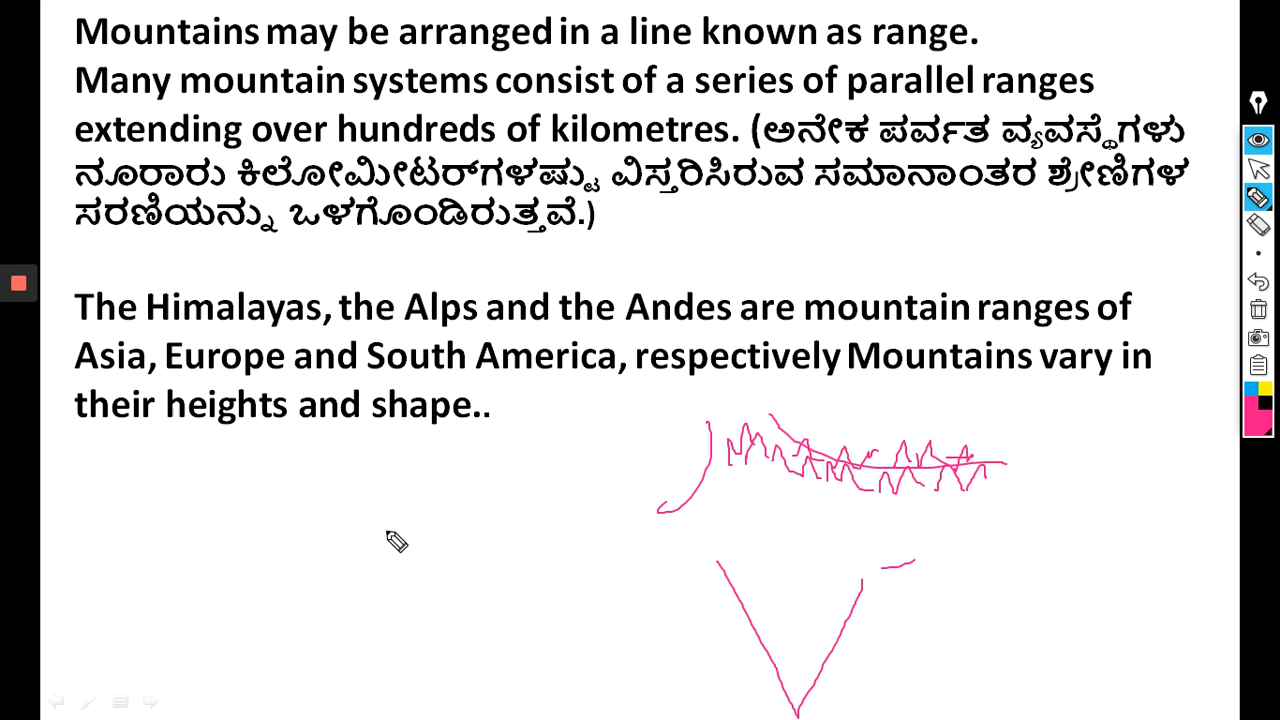 Mountains may be arranged in a line known as range.
Many mountain systems consist of a series of parallel ranges
extending over hundreds of kilometres. (ಅನೇಕ ಪರ್ವತ ವ್ಯವಸ್ಥೆಗಳು
ನೂರಾರು ಕಿಲೋಮೀಟರ್‌ಗಳಷ್ಟು ವಿಸ್ತರಿಸಿರುವ ಸಮಾನಾಂತರ ಶ್ರೇಣಿಗಳ
ಸರಣಿಯನ್ನು ಒಳಗೊಂಡಿರುತ್ತವೆ.)
The Himalayas, the Alps and the Andes are mountain ranges of
Asia, Europe and South America, respectively Mountains vary in
their heights and shape..